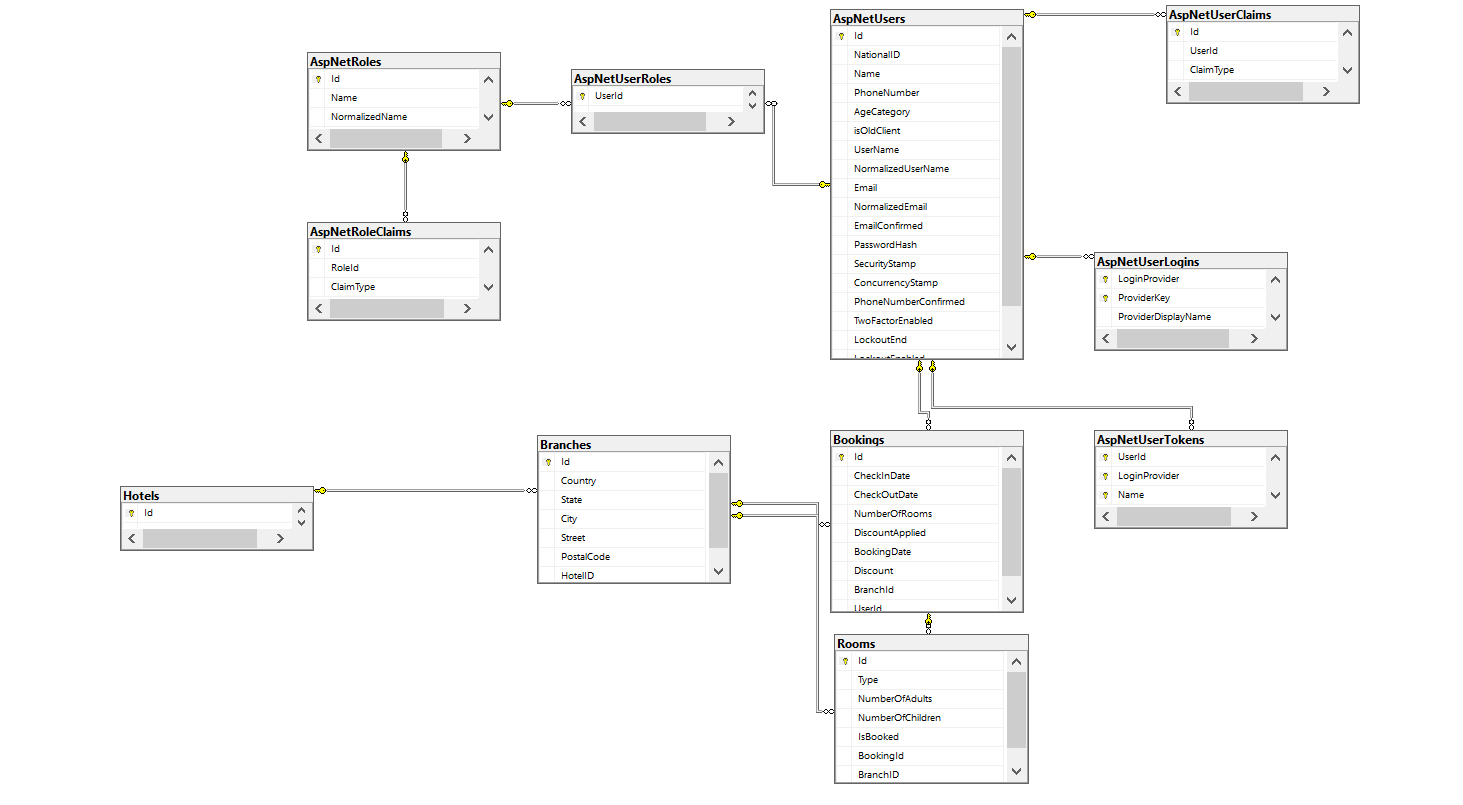 AspNetUsers
Id
NationalID
Name
PhoneNumber
AgeCategory
isOldClient
UserName
NormalizedUserName
Email
NormalizedEmail
EmailConfirmed
PasswordHash
SecurityStamp
ConcurrencyStamp
PhoneNumberConfirmed
TwoFactorEnabled
LockoutEnd
LockoutEnabled
AspNetUserClaims
Id
UserId
ClaimType
AspNetRoles
Id
Name
NormalizedName
AspNetUserRoles
UserId
AspNetRoleClaims
Id
RoleId
ClaimType
AspNetUserLogins
LoginProvider
ProviderKey
ProviderDisplayName
Branches
Id
Country
State
City
Street
PostalCode
HotelID
Bookings
Id
CheckInDate
CheckOutDate
NumberOfRooms
DiscountApplied
BookingDate
Discount
BranchId
UserId
AspNetUserTokens
UserId
LoginProvider
Name
Hotels
Id
Rooms
Id
Type
NumberOfAdults
NumberOfChildren
IsBooked
BookingId
BranchID